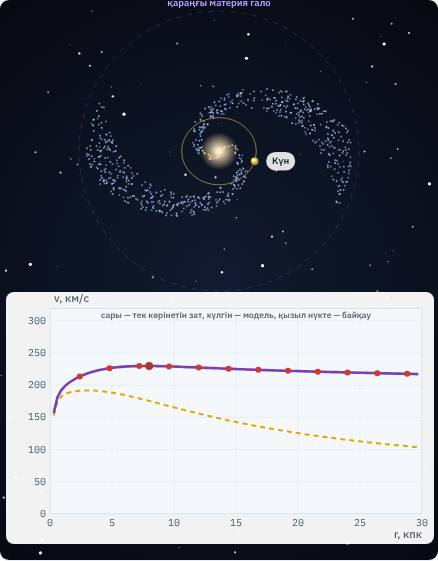 қараңғы материя гало
Күн
v, км/с
сары — тек көрінетін зат, күлгін — модель, қызыл нүкте — байқау
300
250
200
150
100
50
0
0 5 10 15 20 25 30
r, кпк